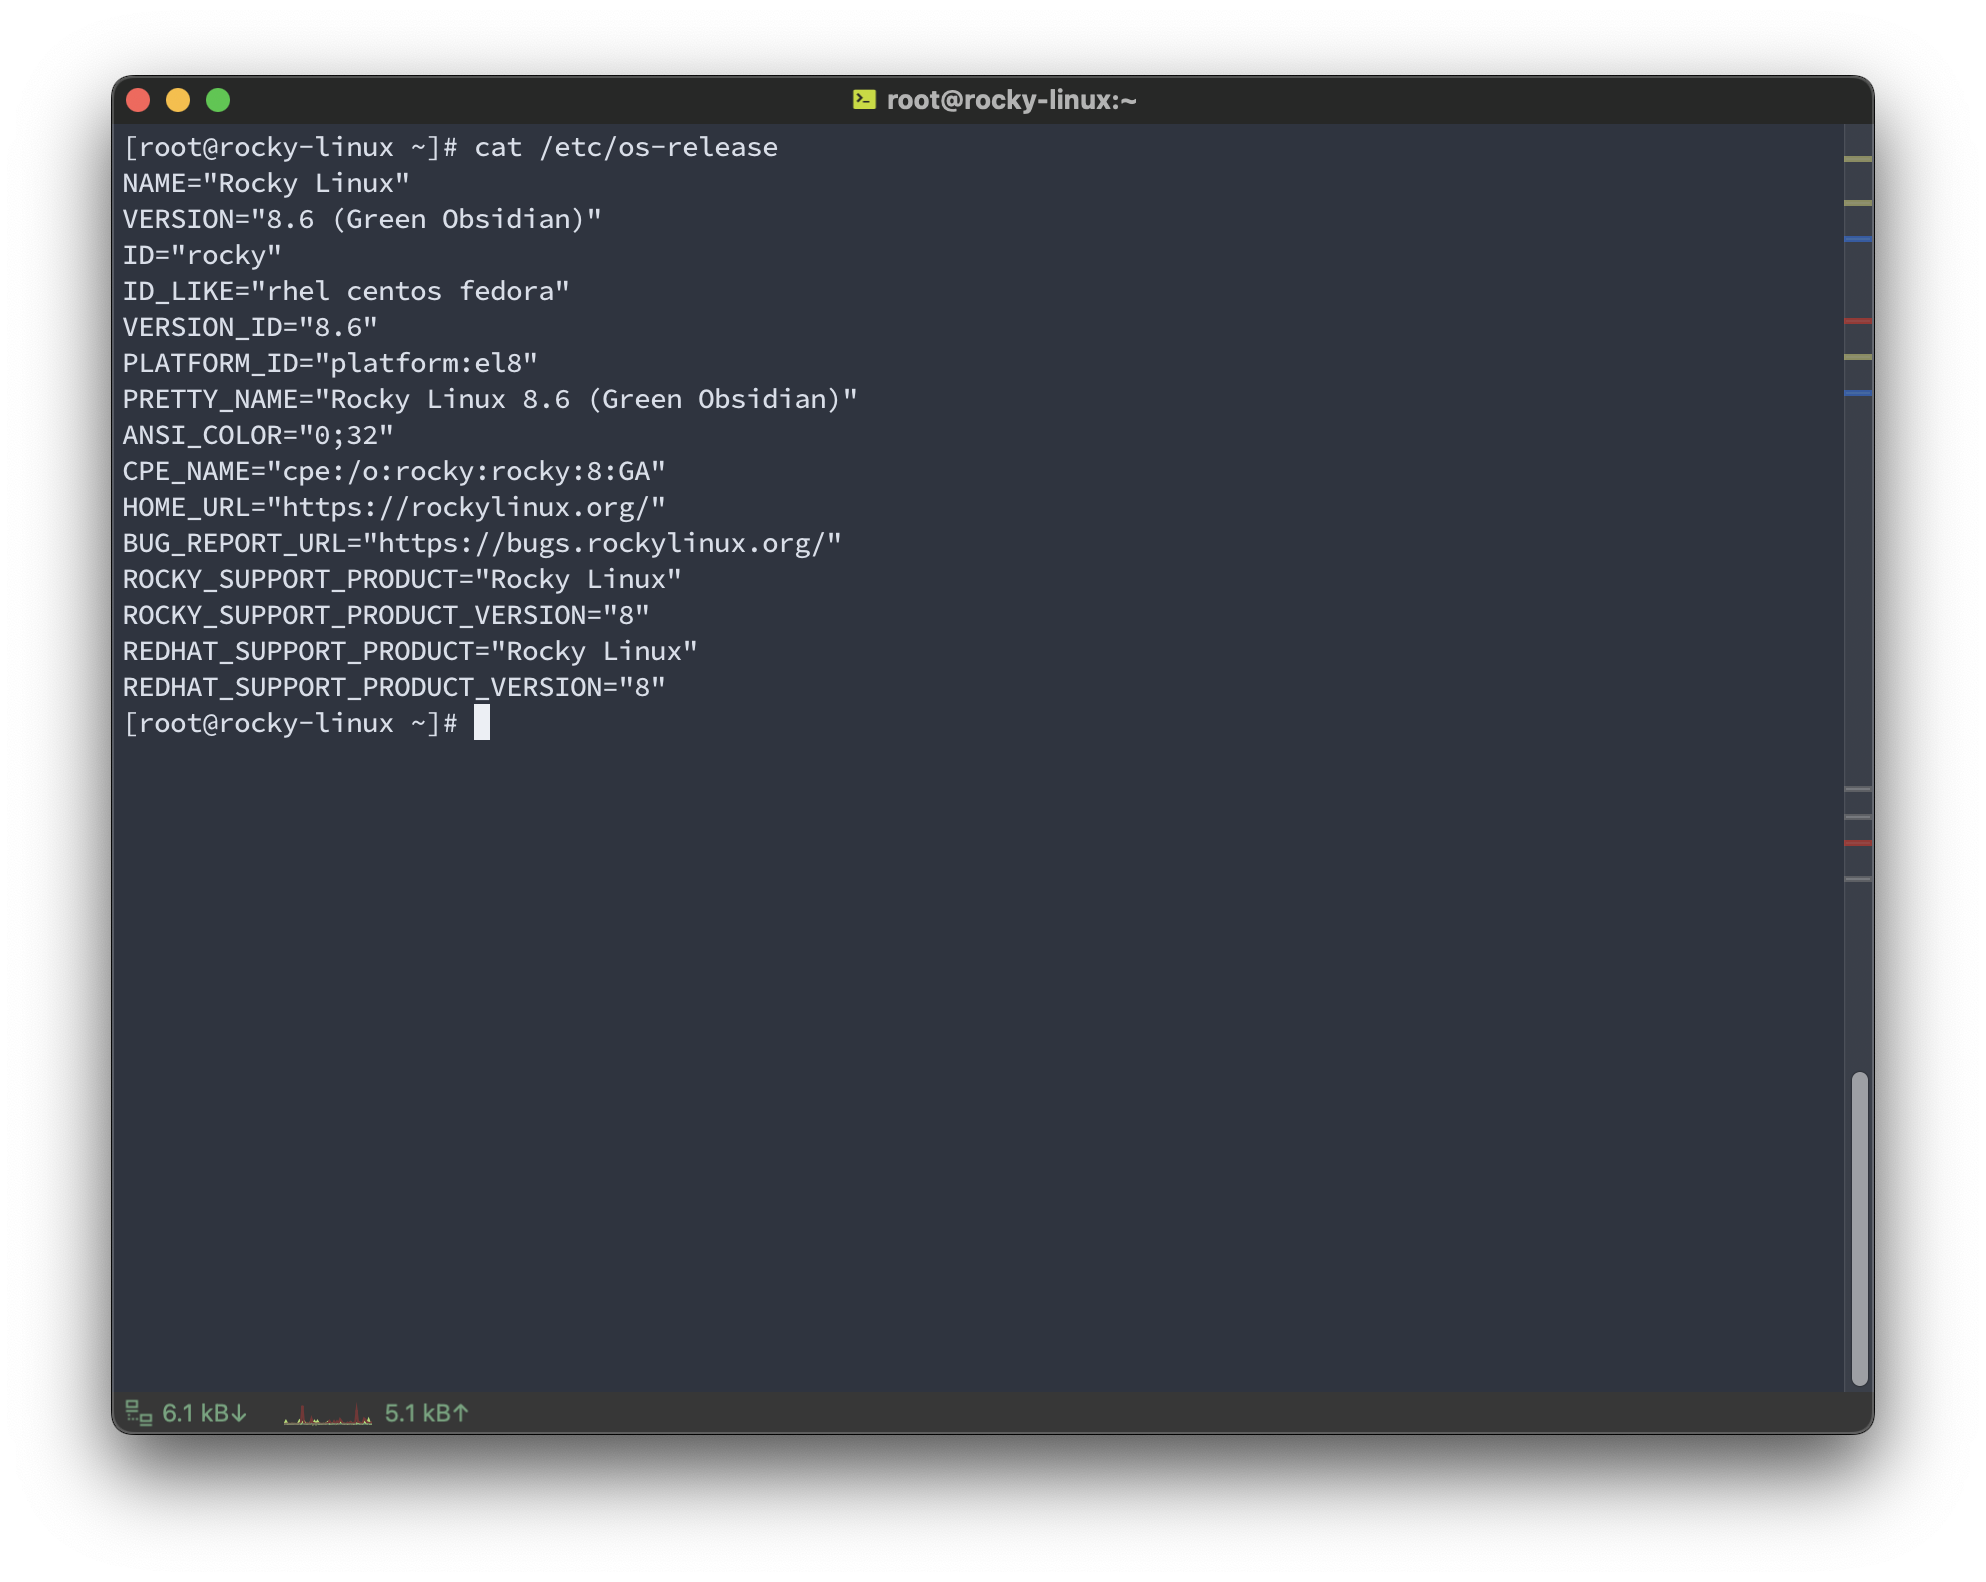 root@rocky-linux:~
[root@rocky-linux ~]# cat /etc/os-release
NAME="Rocky Linux"
VERSION="8.6 (Green Obsidian)"
ID="rocky"
ID_LIKE="rhel centos fedora"
VERSION_ID="8.6"
PLATFORM_ID="platform:el8"
PRETTY_NAME="Rocky Linux 8.6 (Green Obsidian)"
ANSI_COLOR="0;32"
CPE_NAME="cpe:/o:rocky:rocky:8:GA"
HOME_URL="https://rockylinux.org/"
BUG_REPORT_URL="https://bugs.rockylinux.org/"
ROCKY_SUPPORT_PRODUCT="Rocky Linux"
ROCKY_SUPPORT_PRODUCT_VERSION="8"
REDHAT_SUPPORT_PRODUCT="Rocky Linux"
REDHAT_SUPPORT_PRODUCT_VERSION="8"
[root@rocky-linux ~]#
6.1 kB↓ 5.1 kB↑